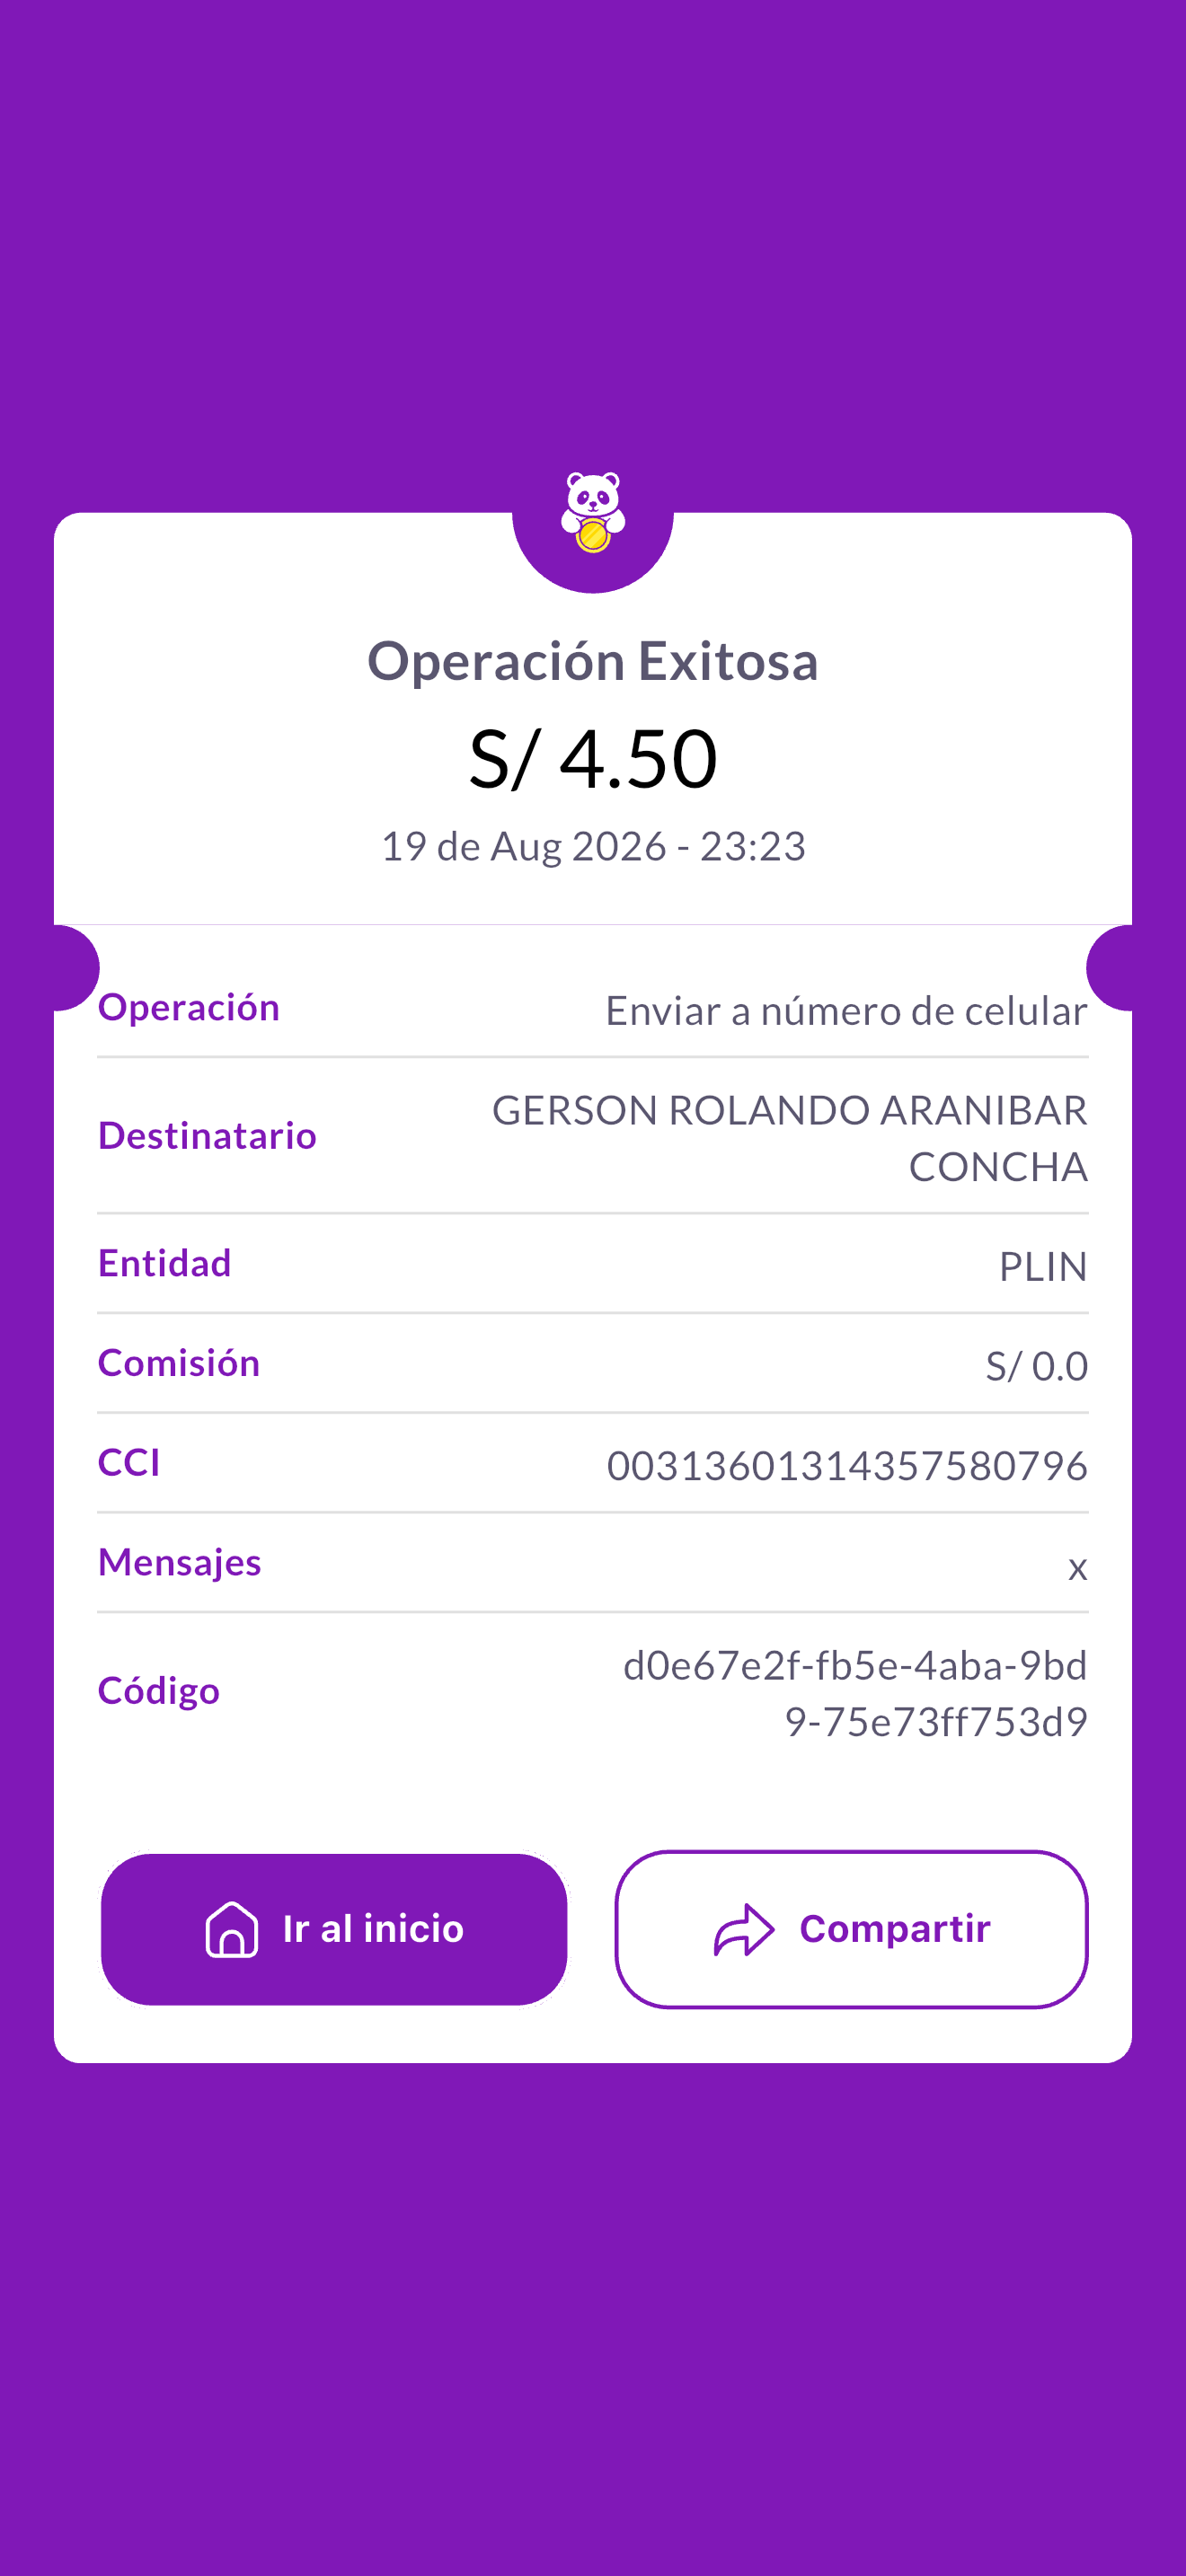 Operación Exitosa
S/ 4.50
19 de Aug 2026 - 23:23
Operación Enviar a número de celular
Destinatario GERSON ROLANDO ARANIBAR
CONCHA
Entidad PLIN
Comisión S/ 0.0
CCI 00313601314357580796
Mensajes x
Código d0e67e2f-fb5e-4aba-9bd
9-75e73ff753d9
Ir al inicio Compartir